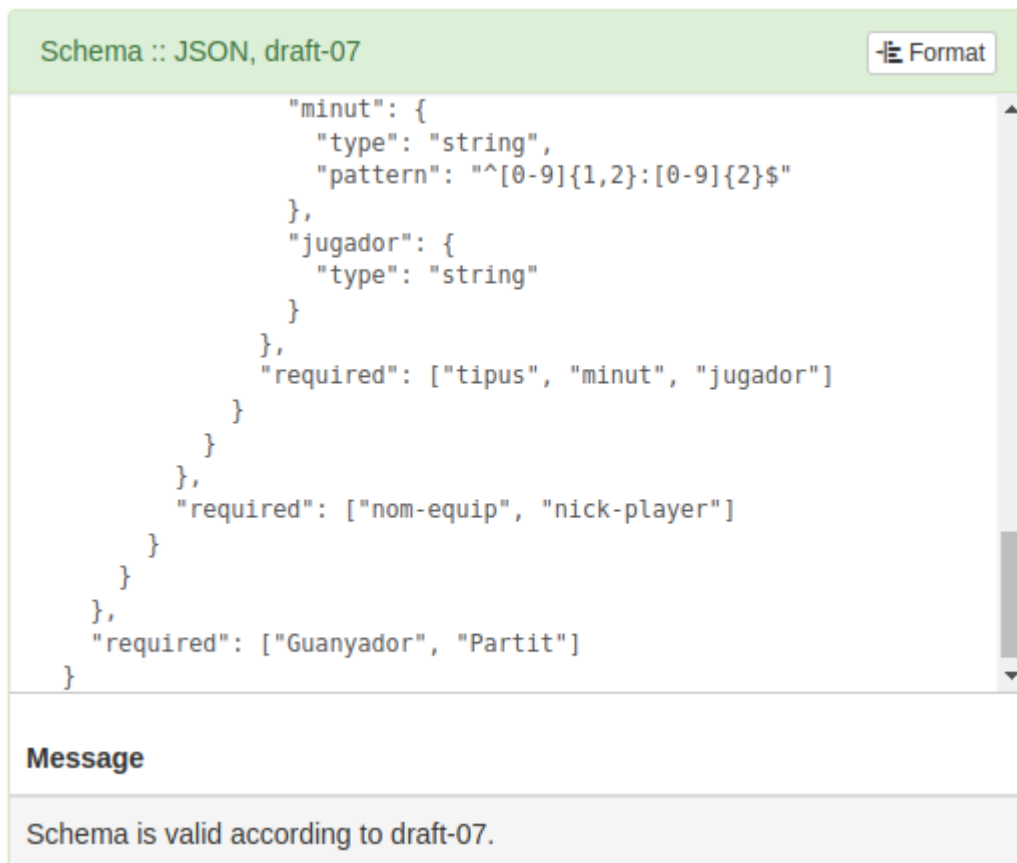 Schema :: JSON, draft-07
Format
"minut": {
"type": "string",
"pattern": "^[0-9]{1,2}:[0-9]{2}$"
},
"jugador": {
"type": "string"
}
},
"required": ["tipus", "minut", "jugador"]
}
}
},
"required": ["nom-equip", "nick-player"]
}
}
},
"required": ["Guanyador", "Partit"]
}
Message
Schema is valid according to draft-07.